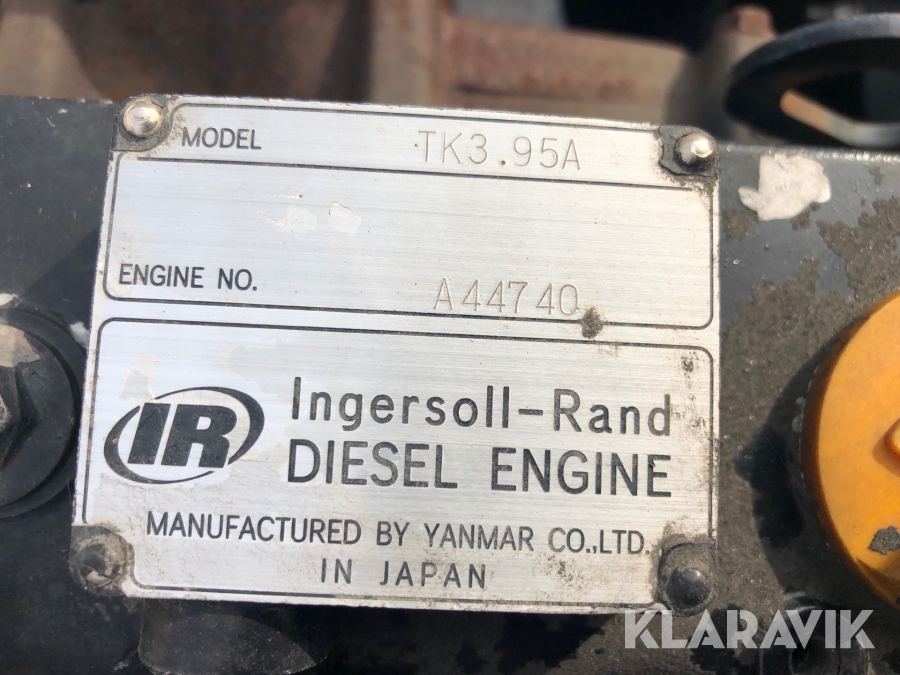 MODEL TK3.95A
ENGINE NO. A44740
IR Ingersoll-Rand
DIESEL ENGINE
MANUFACTURED BY YANMAR CO.,LTD.
IN JAPAN
KLARAVIK